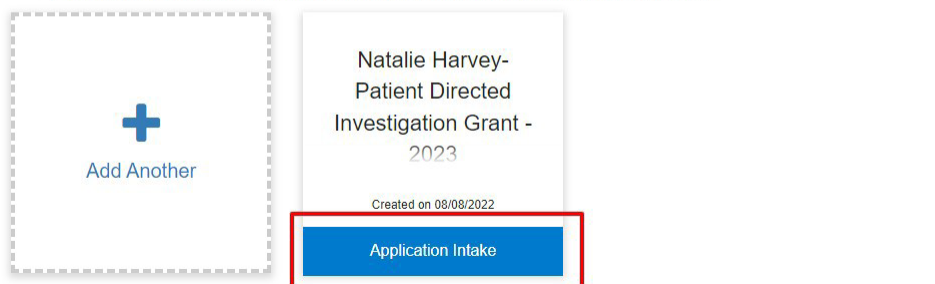 Add Another
Natalie Harvey-
Patient Directed
Investigation Grant -
2023
Created on 08/08/2022
Application Intake